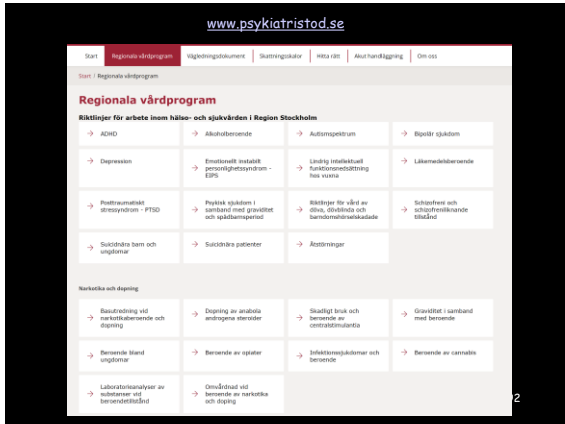 www.psykiatristod.se
Start Regionala vårdprogram Vägledningsdokument Skattningsskalor Hitta rätt Akut handläggning Om oss
Start / Regionala vårdprogram
Regionala vårdprogram
Riktlinjer för arbete inom hälso- och sjukvården i Region Stockholm
→ ADHD
→ Alkoholberoende
→ Autismspektrum
→ Bipolär sjukdom
→ Depression
→ Emotionellt instabilt
personlighetssyndrom -
EIPS
→ Lindrig intellektuell
funktionsnedsättning
hos vuxna
→ Läkemedelsberoende
→ Posttraumatiskt
stressyndrom - PTSD
→ Psykisk sjukdom i
samband med graviditet
och spädbarnsperiod
→ Riktlinjer för vård av
döva, dövblinda och
barndomshörselskadade
→ Schizofreni och
schizofreniliknande
tillstånd
→ Suicidnära barn och
ungdomar
→ Suicidnära patienter
→ Ätstörningar
Narkotika och dopning
→ Basutredning vid
narkotikaberoende och
dopning
→ Dopning av anabola
androgena steroider
→ Skadligt bruk och
beroende av
centralstimulantia
→ Graviditet i samband
med beroende
→ Beroende bland
ungdomar
→ Beroende av opiater
→ Infektionssjukdomar och
beroende
→ Beroende av cannabis
→ Laboratorieanalyser av
substanser vid
beroendetillstånd
→ Omvårdnad vid
beroende av narkotika
och doping